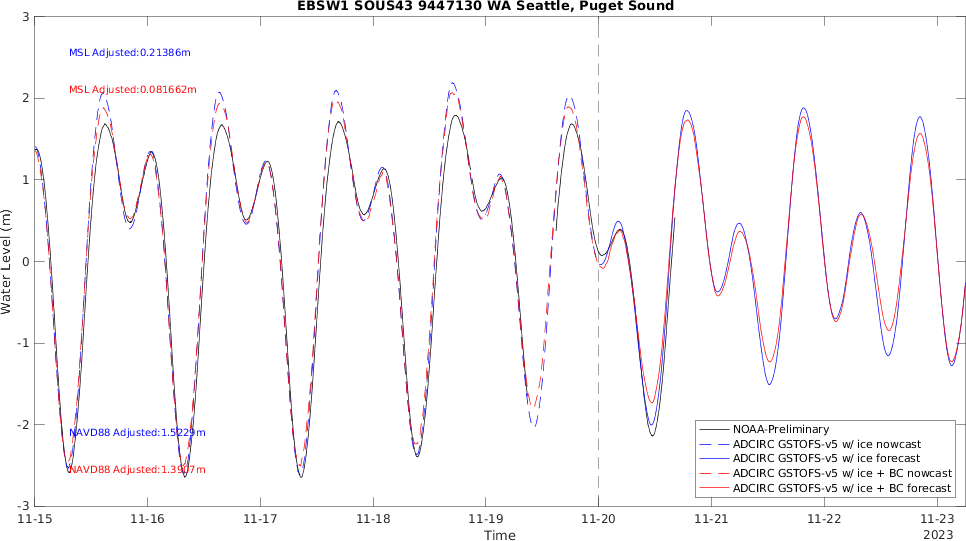 EBSW1 SOUS43 9447130 WA Seattle, Puget Sound
3
MSL Adjusted:0.21386m
MSL Adjusted:0.081662m
2
1
Water Level (m)
0
-1
-2
NAVD88 Adjusted:1.5229m
NAVD88 Adjusted:1.3907m
-3
NOAA-Preliminary
ADCIRC GSTOFS-v5 w/ ice nowcast
ADCIRC GSTOFS-v5 w/ ice forecast
ADCIRC GSTOFS-v5 w/ ice + BC nowcast
ADCIRC GSTOFS-v5 w/ ice + BC forecast
11-15 11-16 11-17 11-18 11-19 11-20 11-21 11-22 11-23
Time
2023